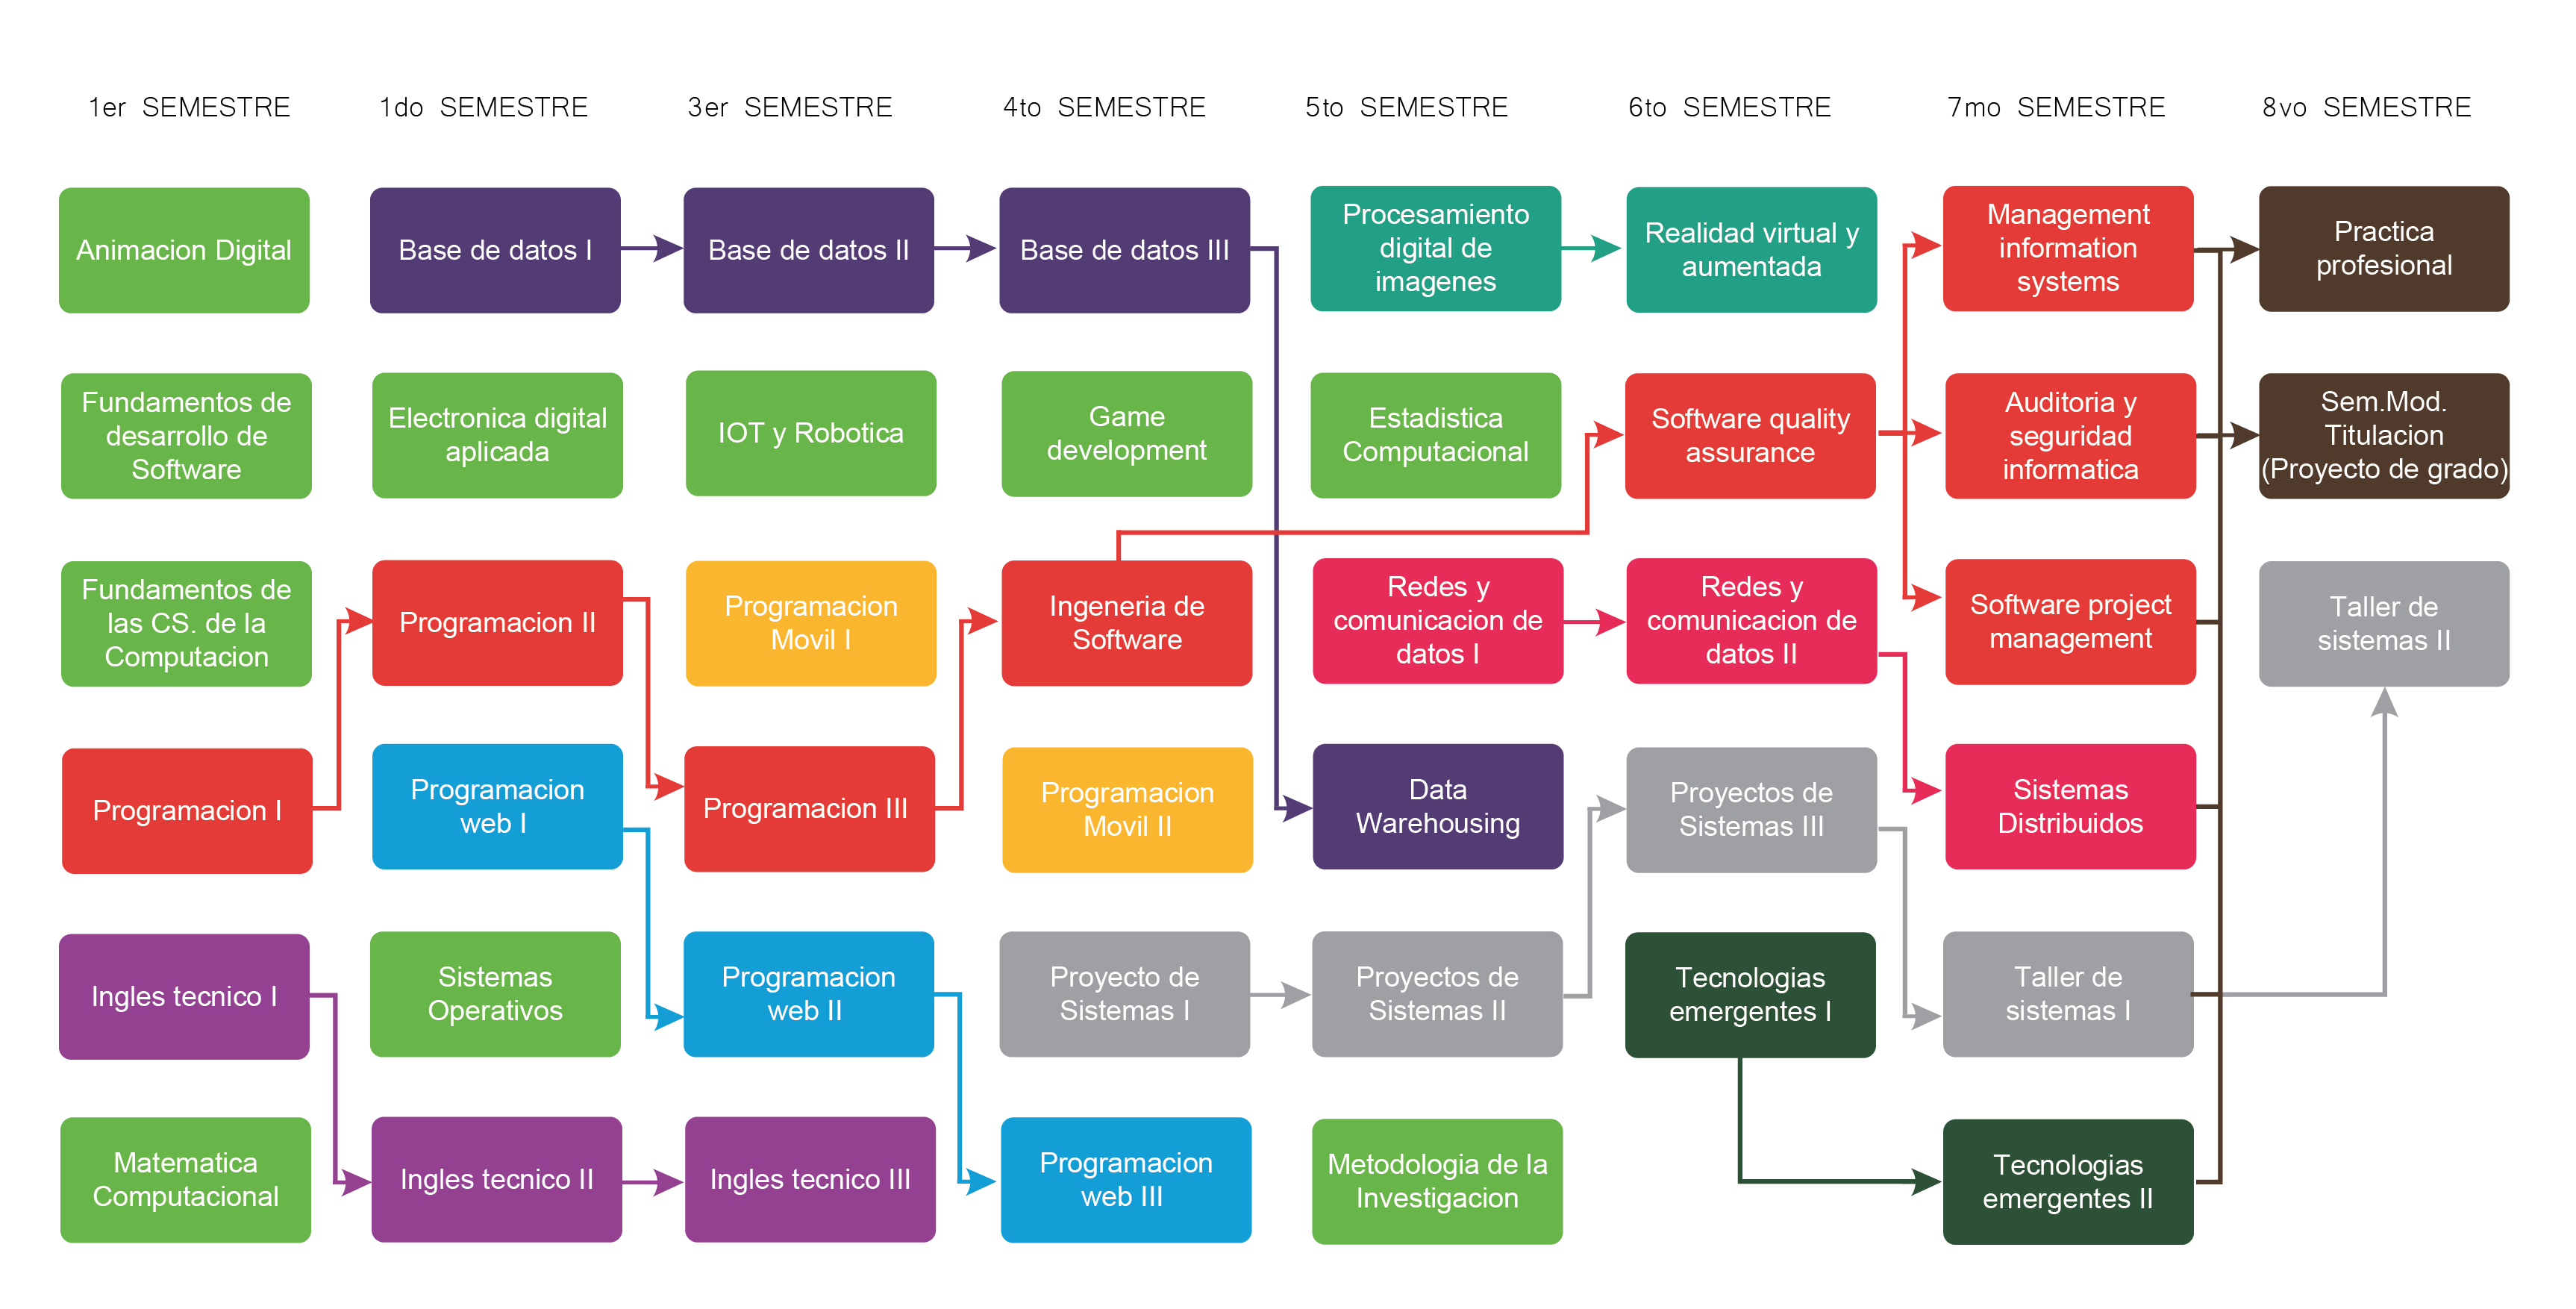 1er SEMESTRE
1do SEMESTRE
3er SEMESTRE
4to SEMESTRE
5to SEMESTRE
6to SEMESTRE
7mo SEMESTRE
8vo SEMESTRE
Animacion Digital
Base de datos I
Base de datos II
Base de datos III
Procesamiento
digital de
imagenes
Realidad virtual y
aumentada
Management
information
systems
Practica
profesional
Fundamentos de
desarrollo de
Software
Electronica digital
aplicada
IOT y Robotica
Game
development
Estadistica
Computacional
Software quality
assurance
Auditoria y
seguridad
informatica
Sem.Mod.
Titulacion
(Proyecto de grado)
Fundamentos de
las CS. de la
Computacion
Programacion II
Programacion
Movil I
Ingeneria de
Software
Redes y
comunicacion de
datos I
Redes y
comunicacion de
datos II
Software project
management
Taller de
sistemas II
Programacion I
Programacion
web I
Programacion III
Programacion
Movil II
Data
Warehousing
Proyectos de
Sistemas III
Sistemas
Distribuidos
Ingles tecnico I
Sistemas
Operativos
Programacion
web II
Proyecto de
Sistemas I
Proyectos de
Sistemas II
Tecnologias
emergentes I
Taller de
sistemas I
Matematica
Computacional
Ingles tecnico II
Ingles tecnico III
Programacion
web III
Metodologia de la
Investigacion
Tecnologias
emergentes II